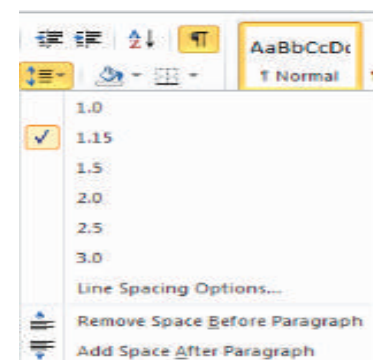 AaBbCcDc
¶ Normal
1.0
1.15
1.5
2.0
2.5
3.0
Line Spacing Options...
Remove Space Before Paragraph
Add Space After Paragraph